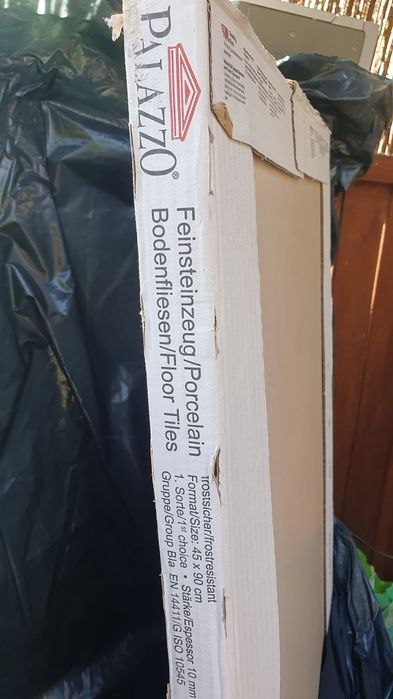 PALAZZO®
Feinsteinzeug/Porcelain
Bodenfliesen/Floor Tiles
frostsicher/frostresistant
Format/Size: 45 x 90 cm
1. Sorte/1st choice • Stärke/Espessor 10 mm
Gruppe/Group BIa EN 14411/G ISO 10545